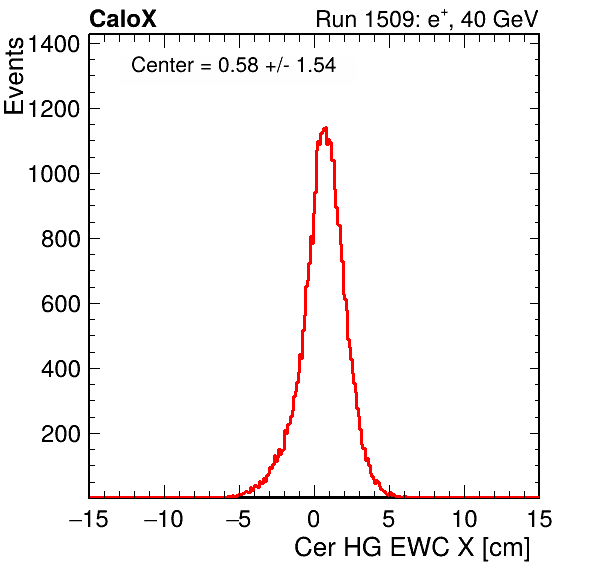 CaloX Run 1509: e⁺, 40 GeV
Events
Center = 0.58 +/- 1.54
1400
1200
1000
800
600
400
200
−15 −10 −5 0 5 10 15
Cer HG EWC X [cm]